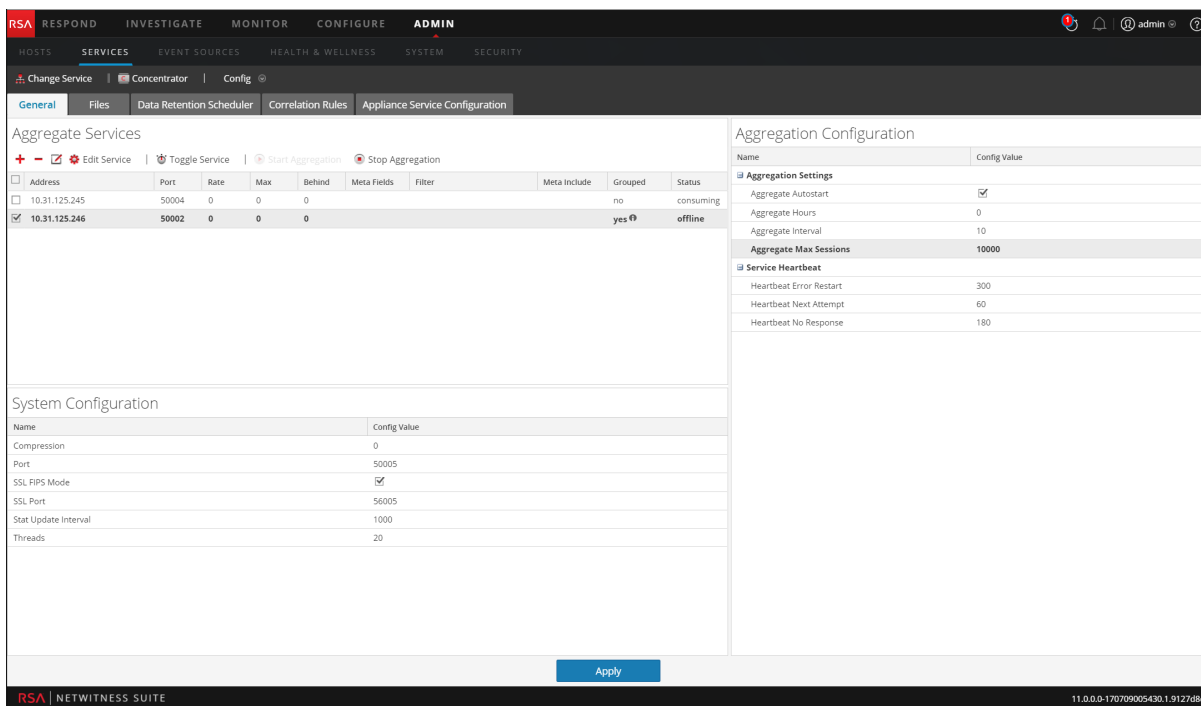 RSA RESPOND INVESTIGATE MONITOR CONFIGURE ADMIN 1 admin
HOSTS SERVICES EVENT SOURCES HEALTH & WELLNESS SYSTEM SECURITY
Change Service | Concentrator | Config
General Files Data Retention Scheduler Correlation Rules Appliance Service Configuration
Aggregate Services
Edit Service | Toggle Service | Start Aggregation Stop Aggregation
Address Port Rate Max Behind Meta Fields Filter Meta Include Grouped Status
10.31.125.245 50004 0 0 0 no consuming
10.31.125.246 50002 0 0 0 yes offline
Aggregation Configuration
Name Config Value
Aggregation Settings
Aggregate Autostart
Aggregate Hours 0
Aggregate Interval 10
Aggregate Max Sessions 10000
Service Heartbeat
Heartbeat Error Restart 300
Heartbeat Next Attempt 60
Heartbeat No Response 180
System Configuration
Name Config Value
Compression 0
Port 50005
SSL FIPS Mode
SSL Port 56005
Stat Update Interval 1000
Threads 20
Apply
RSA | NETWITNESS SUITE 11.0.0.0-170709005430.1.9127d8